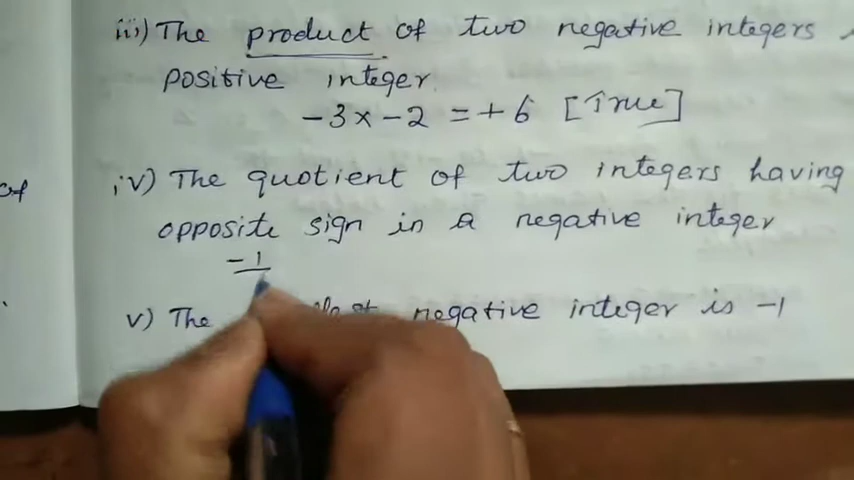 iii) The product of two negative integers
positive integer
-3 x -2 = + 6 [True]
of
iv) The quotient of two integers having
opposite sign in a negative integer
-1
v) The negative integer is -1